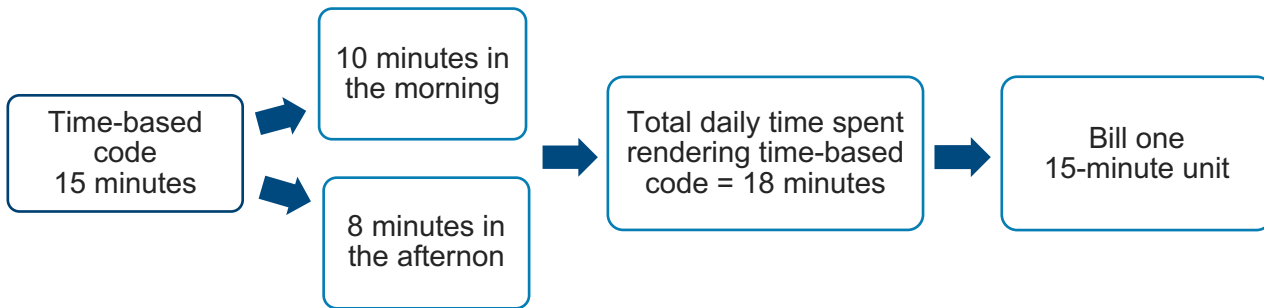 Time-based
code
15 minutes
10 minutes in
the morning
8 minutes in
the afternoon
Total daily time spent
rendering time-based
code = 18 minutes
Bill one
15-minute unit